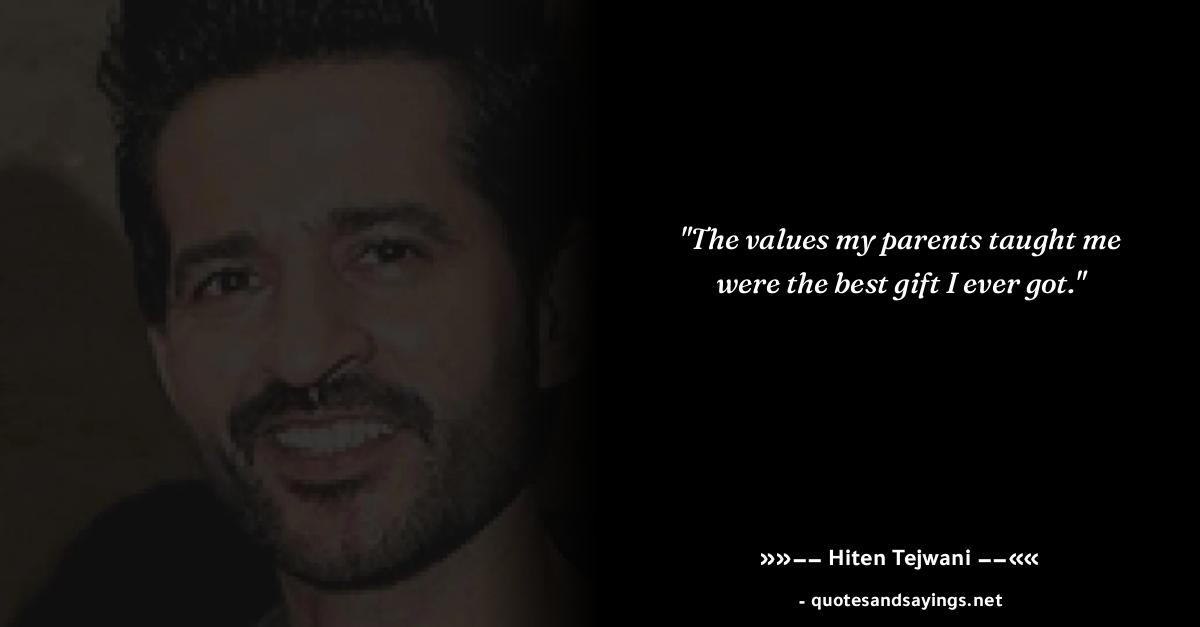 "The values my parents taught me
were the best gift I ever got."
»»−− Hiten Tejwani −−««
- quotesandsayings.net